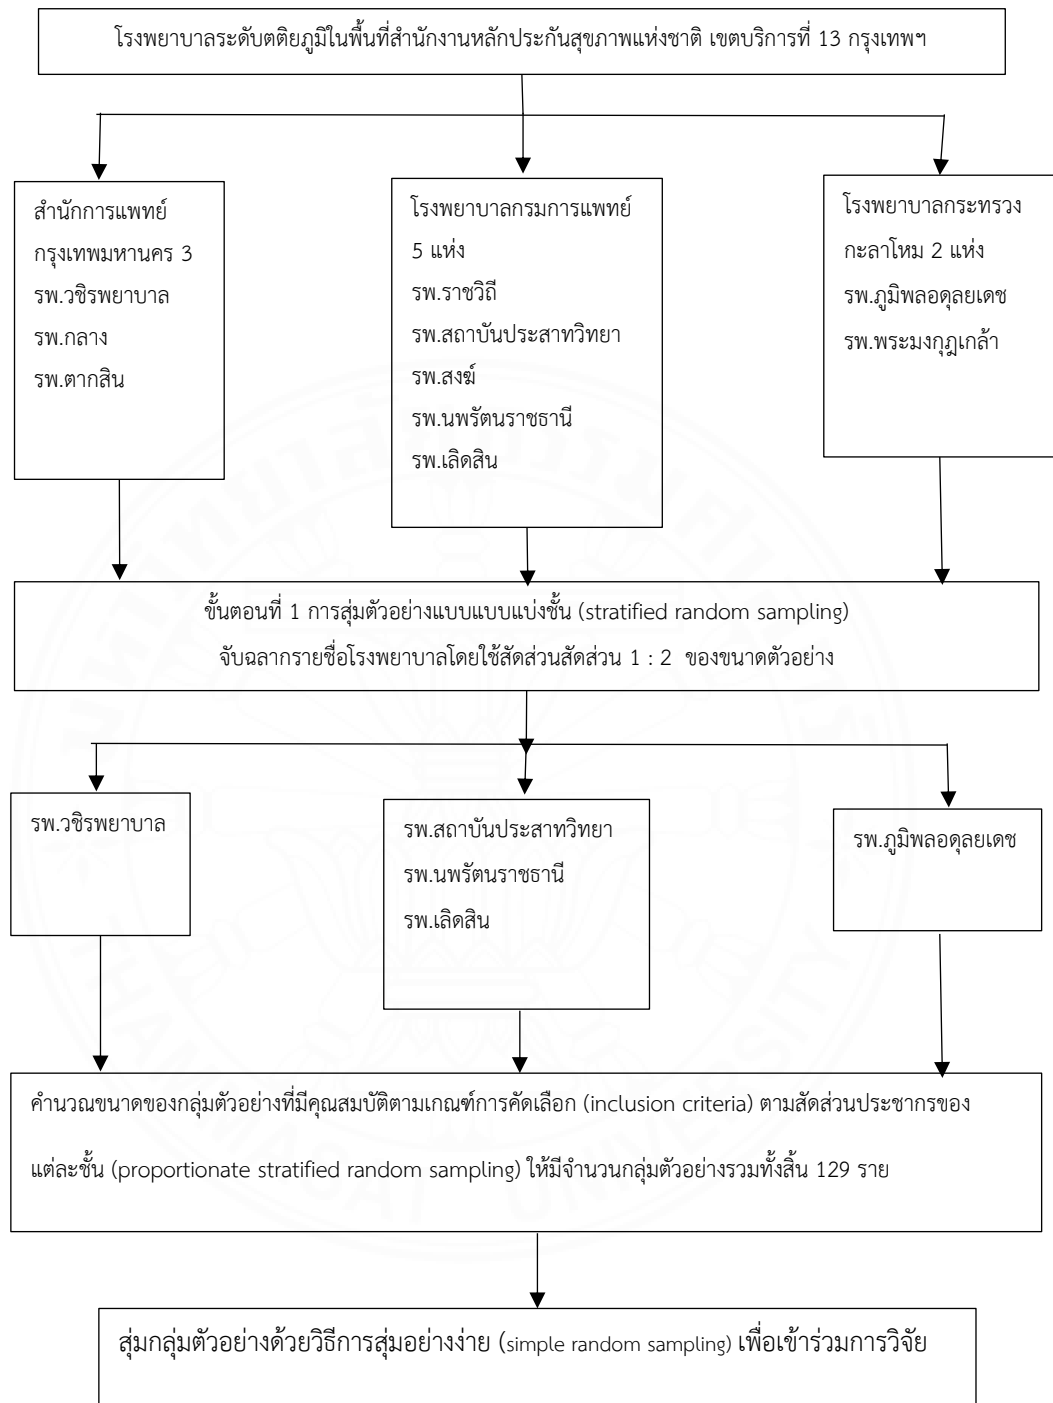 โรงพยาบาลระดับตติยภูมิในพื้นที่สำนักงานหลักประกันสุขภาพแห่งชาติ เขตบริการที่ 13 กรุงเทพฯ
สำนักการแพทย์
กรุงเทพมหานคร 3
รพ.วชิรพยาบาล
รพ.กลาง
รพ.ตากสิน
โรงพยาบาลกรมการแพทย์
5 แห่ง
รพ.ราชวิถี
รพ.สถาบันประสาทวิทยา
รพ.สงฆ์
รพ.นพรัตนราชธานี
รพ.เลิดสิน
โรงพยาบาลกระทรวง
กะลาโหม 2 แห่ง
รพ.ภูมิพลอดุลยเดช
รพ.พระมงกุฎเกล้า
ขั้นตอนที่ 1 การสุ่มตัวอย่างแบบแบบแบ่งชั้น (stratified random sampling)
จับฉลากรายชื่อโรงพยาบาลโดยใช้สัดส่วนสัดส่วน 1 : 2 ของขนาดตัวอย่าง
รพ.วชิรพยาบาล
รพ.สถาบันประสาทวิทยา
รพ.นพรัตนราชธานี
รพ.เลิดสิน
รพ.ภูมิพลอดุลยเดช
คำนวณขนาดของกลุ่มตัวอย่างที่มีคุณสมบัติตามเกณฑ์การคัดเลือก (inclusion criteria) ตามสัดส่วนประชากรของ
แต่ละชั้น (proportionate stratified random sampling) ให้มีจำนวนกลุ่มตัวอย่างรวมทั้งสิ้น 129 ราย
สุ่มกลุ่มตัวอย่างด้วยวิธีการสุ่มอย่างง่าย (simple random sampling) เพื่อเข้าร่วมการวิจัย
มหาวิทยาลัยธรรมศาสตร์
THAMMASAT UNIVERSITY